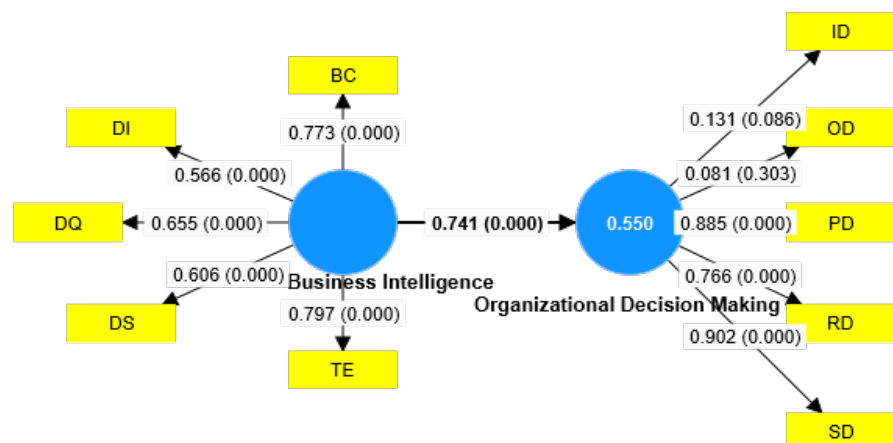 ID
BC
0.131 (0.086)
DI
0.773 (0.000)
OD
0.566 (0.000)
0.081 (0.303)
DQ
0.655 (0.000)
0.741 (0.000)
0.550
0.885 (0.000)
PD
0.606 (0.000)
0.766 (0.000)
Business Intelligence
Organizational Decision Making
DS
0.797 (0.000)
RD
0.902 (0.000)
TE
SD